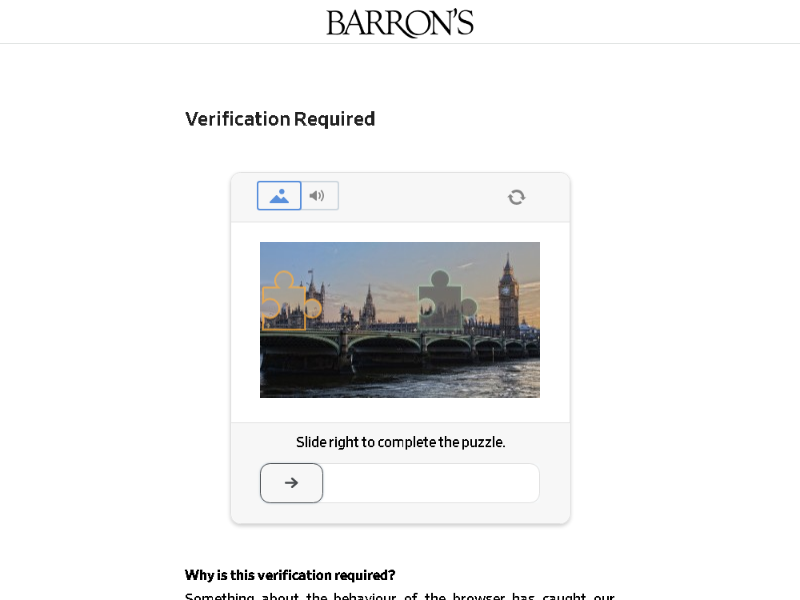 BARRON'S
Verification Required
Slide right to complete the puzzle.
Why is this verification required?
Something about the behaviour of the browser has caught our